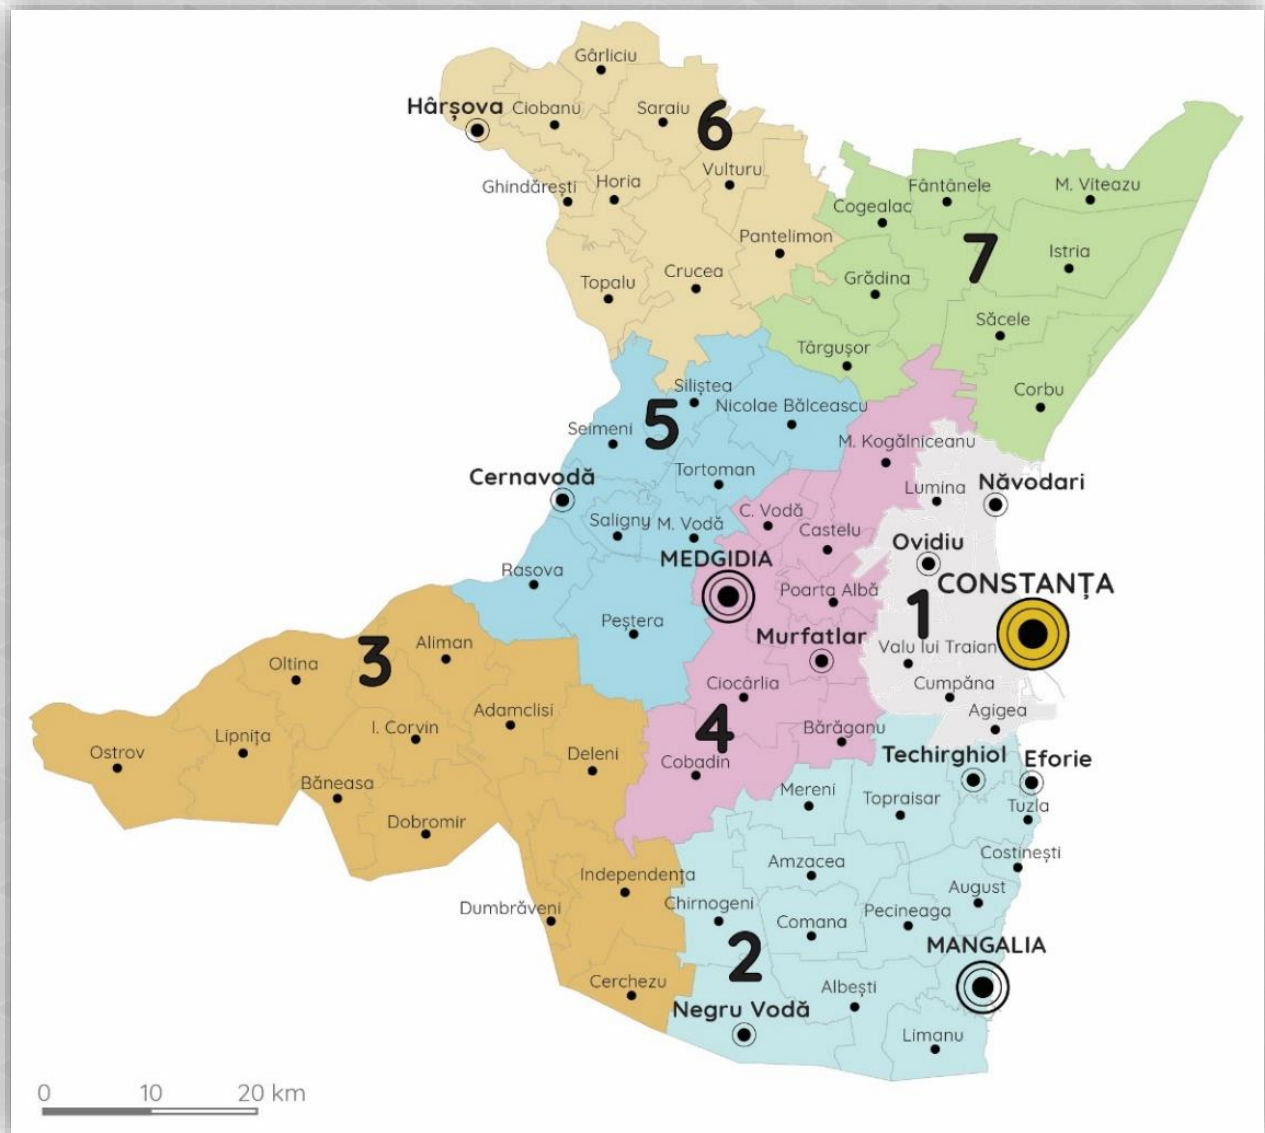 Gârliciu
Hârșova
Ciobanu
Saraiu
6
Vulturu
Ghindărești
Horia
Fântânele
M. Viteazu
Cogealac
Pantelimon
7
Istria
Topalu
Crucea
Grădina
Săcele
Târgușor
Siliștea
Corbu
5
Nicolae Bălceascu
Seimeni
M. Kogălniceanu
Cernavodă
Tortoman
Lumina
Năvodari
Saligny
M. Vodă
C. Vodă
Castelu
Ovidiu
MEDGIDIA
Rasova
CONSTANȚA
Poarta Albă
1
Peștera
Murfatlar
Valu lui Traian
3
Aliman
Oltina
Ciocârlia
Cumpăna
Adamclisi
Agigea
I. Corvin
4
Bărăganu
Lipnița
Ostrov
Deleni
Cobadin
Techirghiol
Eforie
Băneasa
Mereni
Topraisar
Tuzla
Dobromir
Costinești
Amzacea
Independența
August
Chirnogeni
Dumbrăveni
Comana
Pecineaga
MANGALIA
2
Cerchezu
Albești
Negru Vodă
Limanu
0 10 20 km